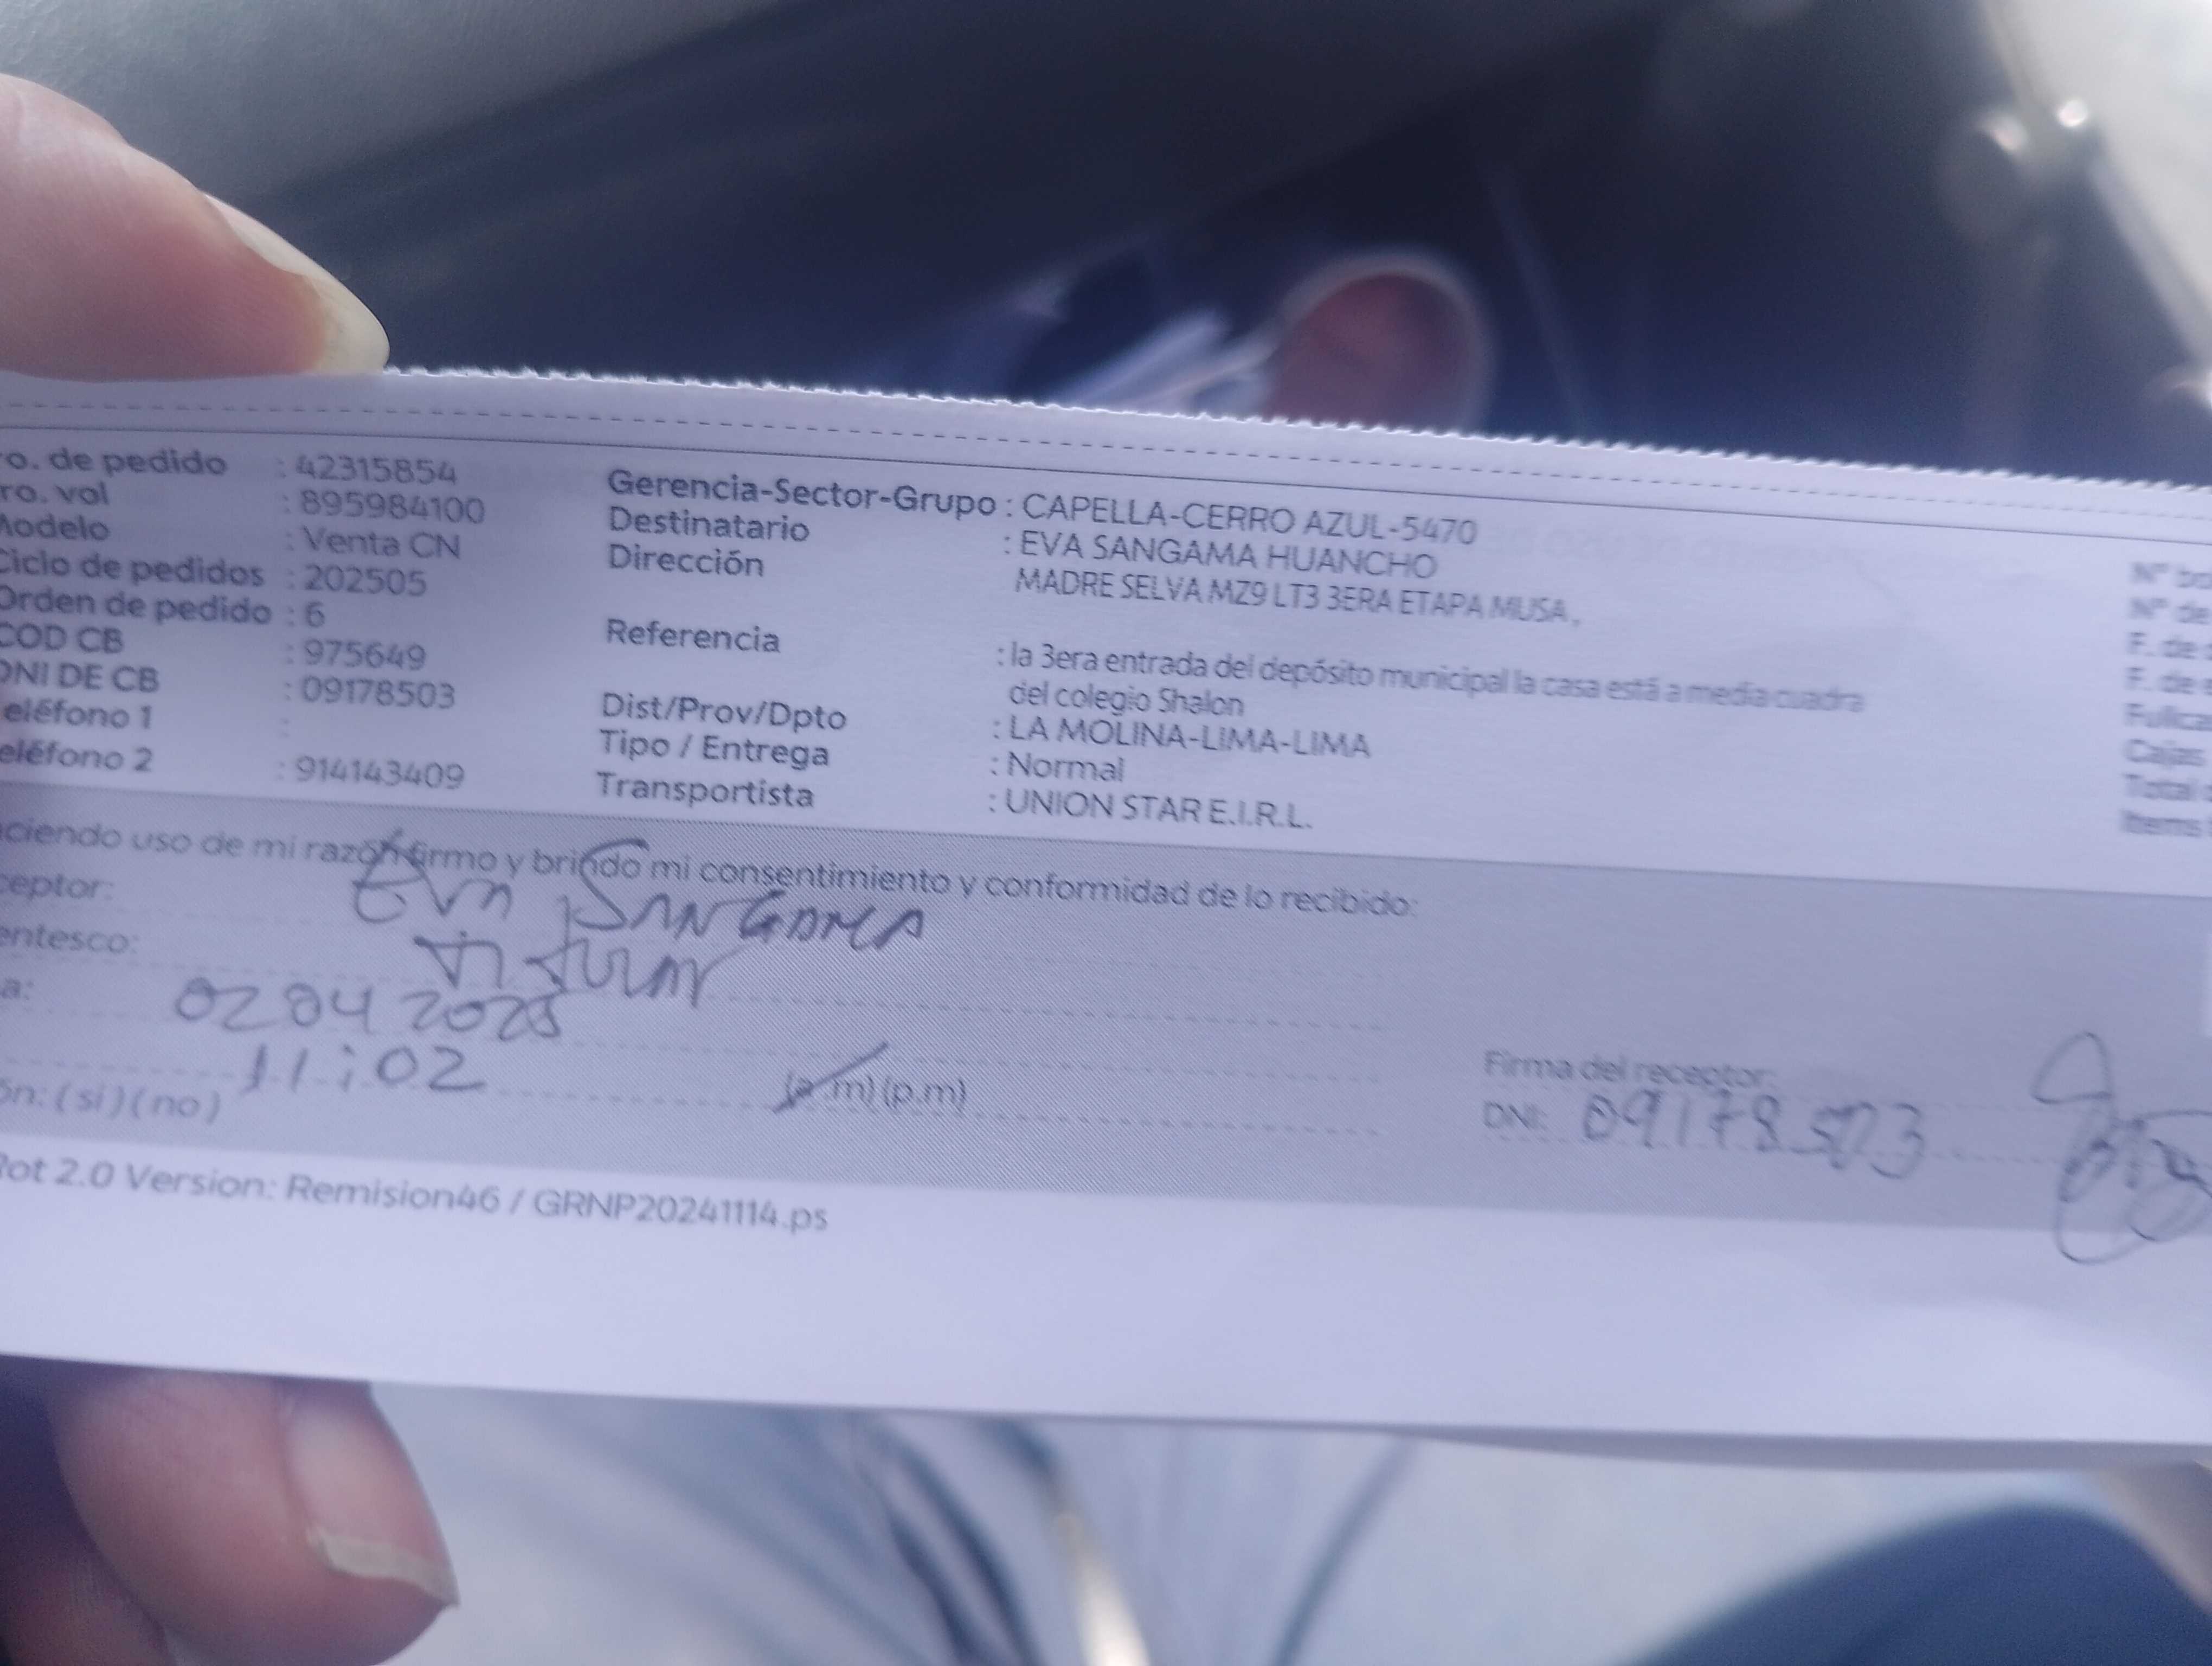 ro. de pedido : 42315854
ro. vol : 895984100
Modelo : Venta CN
Ciclo de pedidos : 202505
Orden de pedido : 6
COD CB : 975649
DNI DE CB : 09178503
eléfono 1 :
eléfono 2 : 914143409
Gerencia-Sector-Grupo : CAPELLA-CERRO AZUL-5470
Destinatario : EVA SANGAMA HUANCHO
Dirección MADRE SELVA MZ9 LT3 3ERA ETAPA MUSA,
Referencia : la 3era entrada del depósito municipal la casa está a media cuadra
del colegio Shalon
Dist/Prov/Dpto : LA MOLINA-LIMA-LIMA
Tipo / Entrega : Normal
Transportista : UNION STAR E.I.R.L.
N°
N° de
F. de
F. de
Cajas
Total
Items
ciendo uso de mi razón firmo y brindo mi consentimiento y conformidad de lo recibido:
ceptor: Eva SANGAMA
entesco: Titular
a: 02 04 2025
11:02 (a.m)(p.m)
ón: (si)(no)
Firma del receptor:
DNI: 09178503
Rot 2.0 Version: Remision46 / GRNP20241114.ps